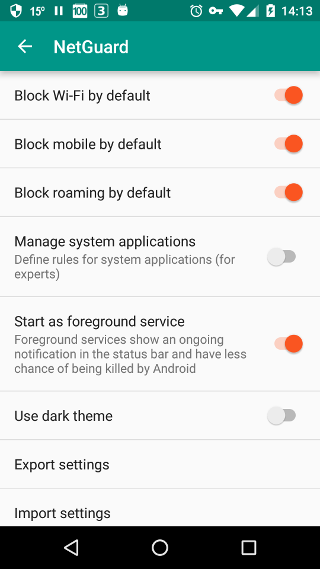 15° 100 3 14:13
NetGuard
Block Wi-Fi by default
Block mobile by default
Block roaming by default
Manage system applications
Define rules for system applications (for
experts)
Start as foreground service
Foreground services show an ongoing
notification in the status bar and have less
chance of being killed by Android
Use dark theme
Export settings
Import settings